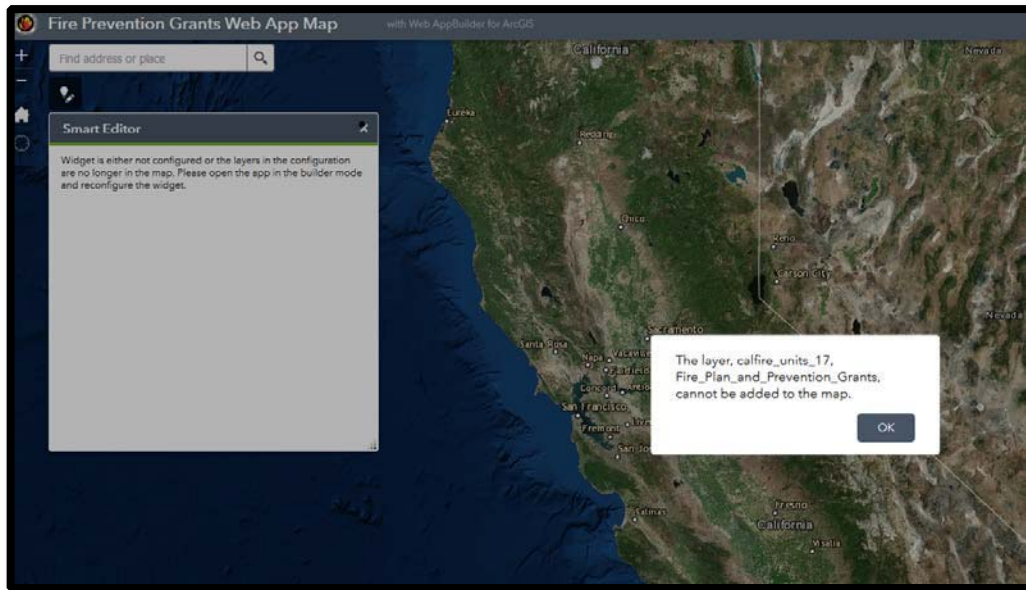 Fire Prevention Grants Web App Map
with Web AppBuilder for ArcGIS
Find address or place
Smart Editor
Widget is either not configured or the layers in the configuration
are no longer in the map. Please open the app in the builder mode
and reconfigure the widget.
California
Nevada
Eureka
Redding
Chico
Reno
Carson City
Nevada
Sacramento
Santa Rosa
Napa
Vacaville
Fairfield
Concord
Antio
San Francisco
Live
Fremont
San Jo
Salinas
Fresno
California
Visalia
The layer, calfire_units_17,
Fire_Plan_and_Prevention_Grants,
cannot be added to the map.
OK